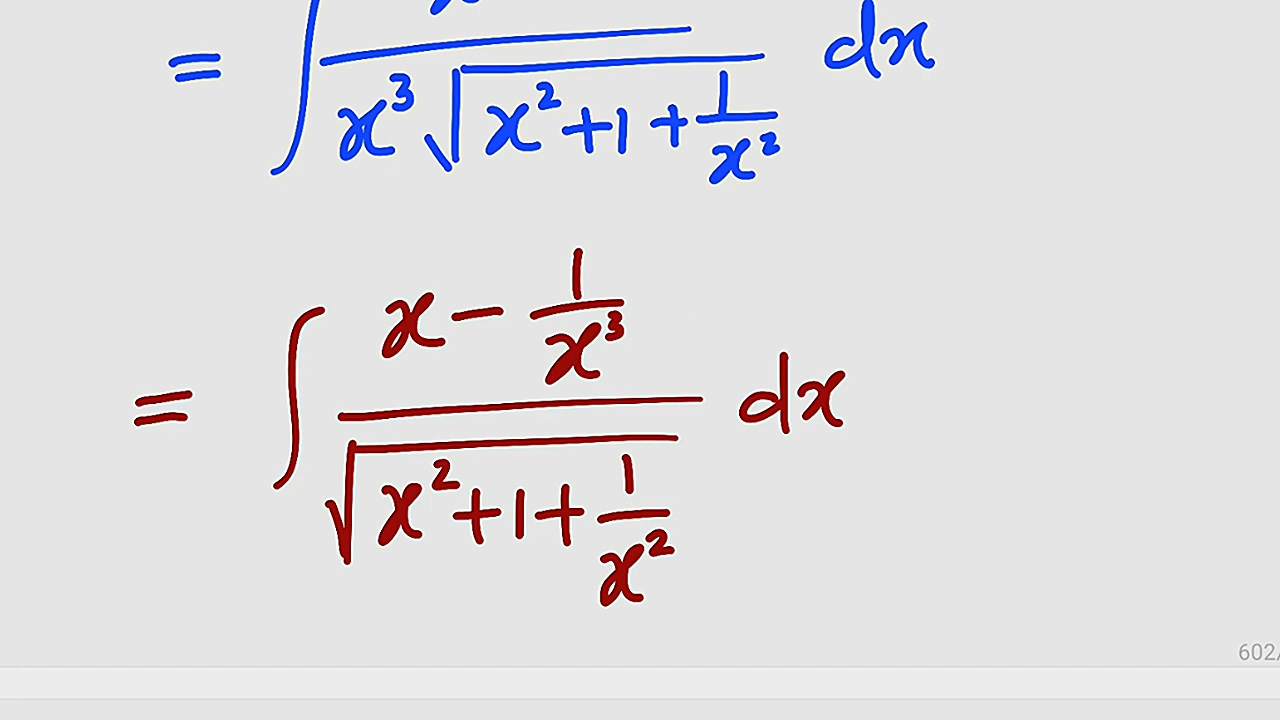 = ∫ / x³ √(x² + 1 + 1/x²) dx
= ∫ (x − 1/x³) / √(x² + 1 + 1/x²) dx
602/